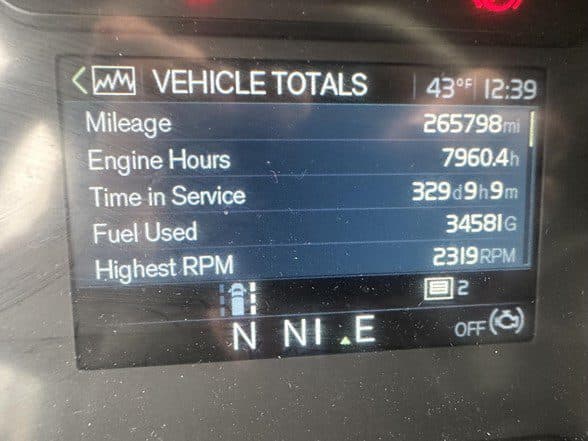 VEHICLE TOTALS 43°F 12:39
Mileage 265798mi
Engine Hours 7960.4h
Time in Service 329d9h9m
Fuel Used 34581G
Highest RPM 2319RPM
2
N NI E OFF